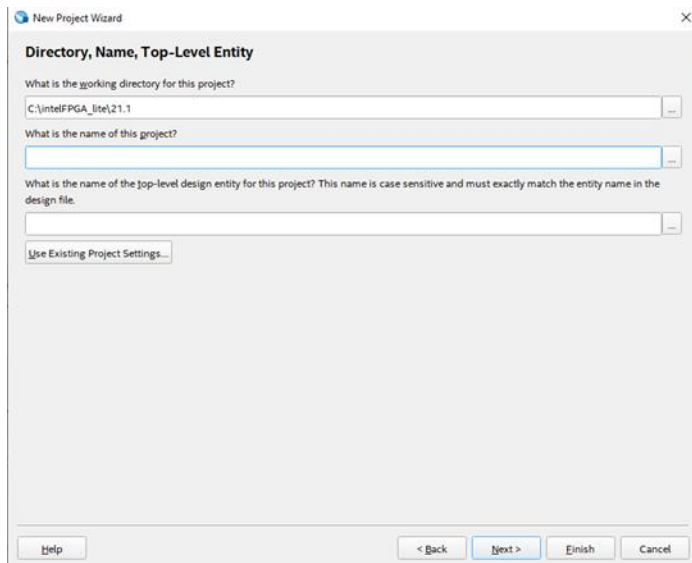 New Project Wizard
Directory, Name, Top-Level Entity
What is the working directory for this project?
C:\intelFPGA_lite\21.1
...
What is the name of this project?
...
What is the name of the top-level design entity for this project? This name is case sensitive and must exactly match the entity name in the
design file.
...
Use Existing Project Settings...
Help
< Back
Next >
Finish
Cancel